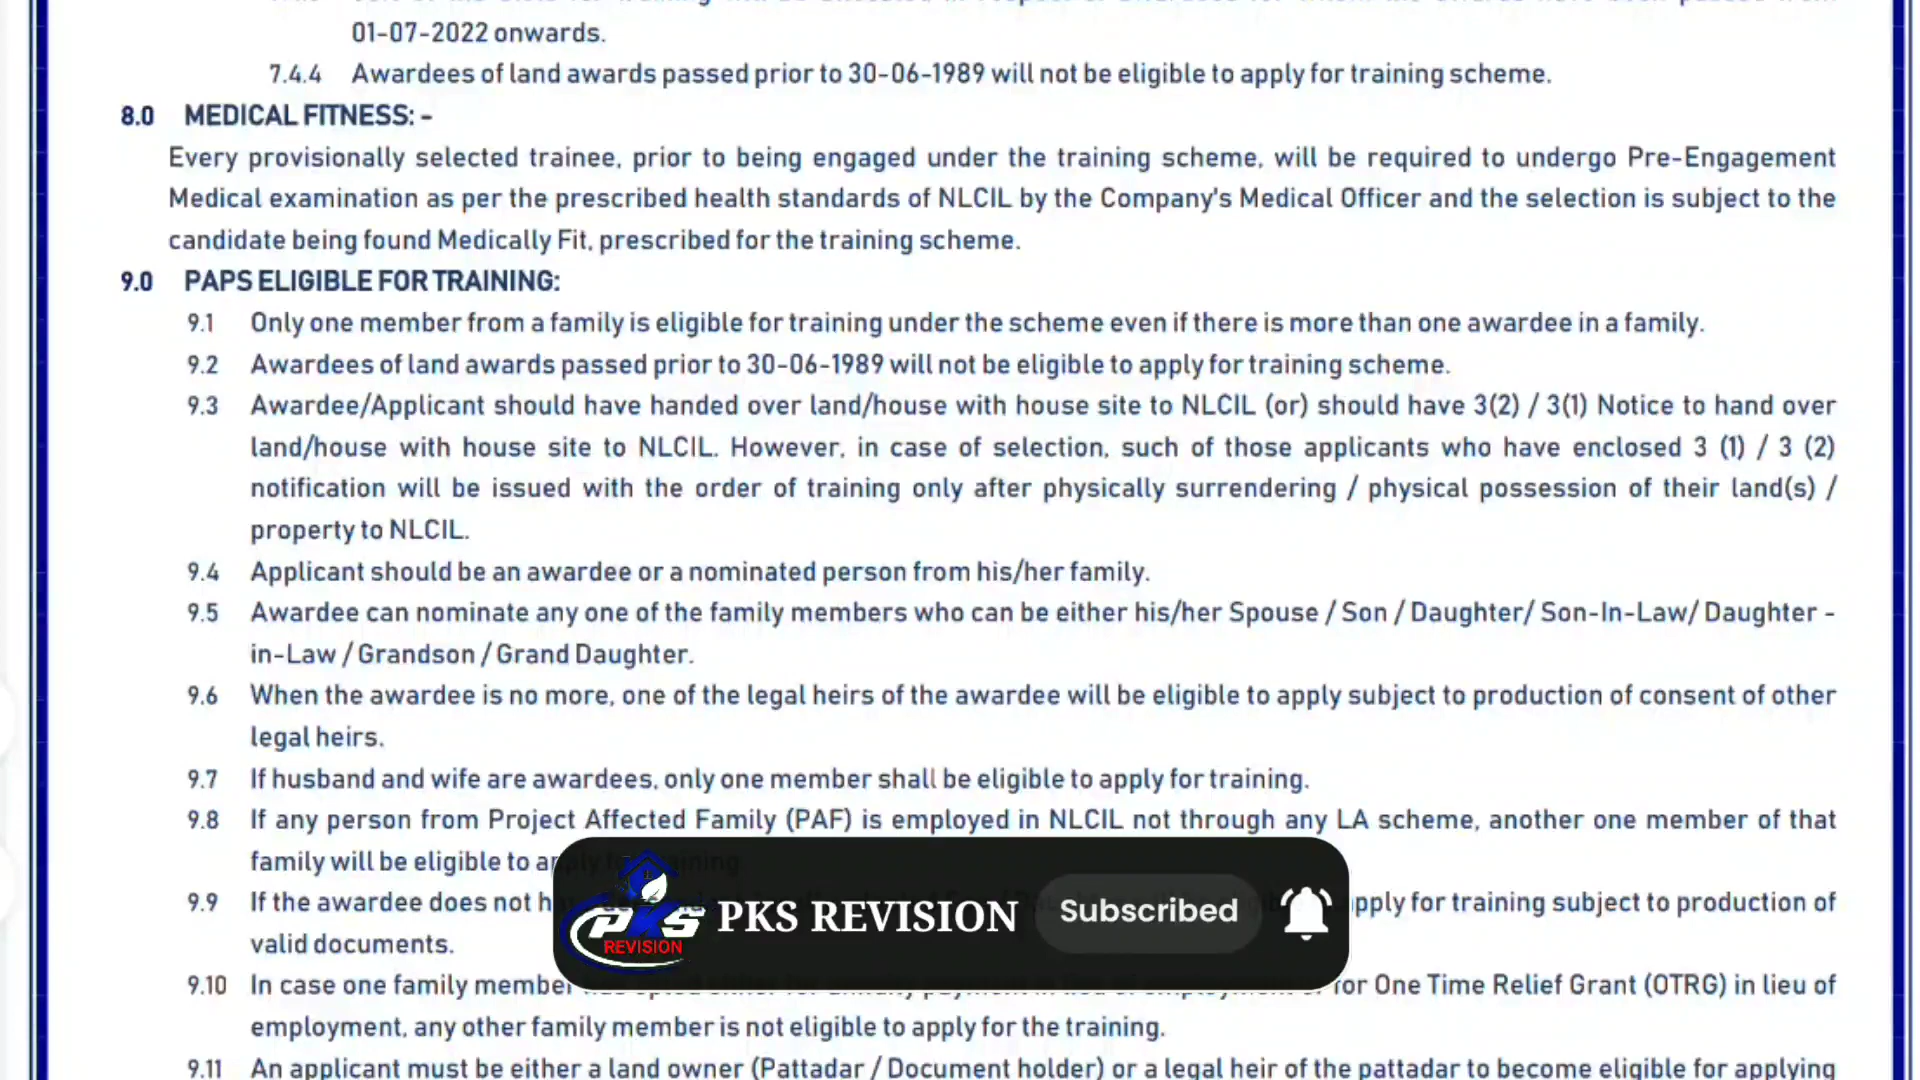 01-07-2022 onwards.
7.4.4 Awardees of land awards passed prior to 30-06-1989 will not be eligible to apply for training scheme.
8.0 MEDICAL FITNESS: -
Every provisionally selected trainee, prior to being engaged under the training scheme, will be required to undergo Pre-Engagement
Medical examination as per the prescribed health standards of NLCIL by the Company's Medical Officer and the selection is subject to the
candidate being found Medically Fit, prescribed for the training scheme.
9.0 PAPS ELIGIBLE FOR TRAINING:
9.1 Only one member from a family is eligible for training under the scheme even if there is more than one awardee in a family.
9.2 Awardees of land awards passed prior to 30-06-1989 will not be eligible to apply for training scheme.
9.3 Awardee/Applicant should have handed over land/house with house site to NLCIL (or) should have 3(2) / 3(1) Notice to hand over
land/house with house site to NLCIL. However, in case of selection, such of those applicants who have enclosed 3 (1) / 3 (2)
notification will be issued with the order of training only after physically surrendering / physical possession of their land(s) /
property to NLCIL.
9.4 Applicant should be an awardee or a nominated person from his/her family.
9.5 Awardee can nominate any one of the family members who can be either his/her Spouse / Son / Daughter/ Son-In-Law/ Daughter -
in-Law / Grandson / Grand Daughter.
9.6 When the awardee is no more, one of the legal heirs of the awardee will be eligible to apply subject to production of consent of other
legal heirs.
9.7 If husband and wife are awardees, only one member shall be eligible to apply for training.
9.8 If any person from Project Affected Family (PAF) is employed in NLCIL not through any LA scheme, another one member of that
family will be eligible to
9.9 If the awardee does not apply for training subject to production of
valid documents.
PKS REVISION
PKS REVISION
Subscribed
9.10 In case one family member for One Time Relief Grant (OTRG) in lieu of
employment, any other family member is not eligible to apply for the training.
9.11 An applicant must be either a land owner (Pattadar / Document holder) or a legal heir of the pattadar to become eligible for applying